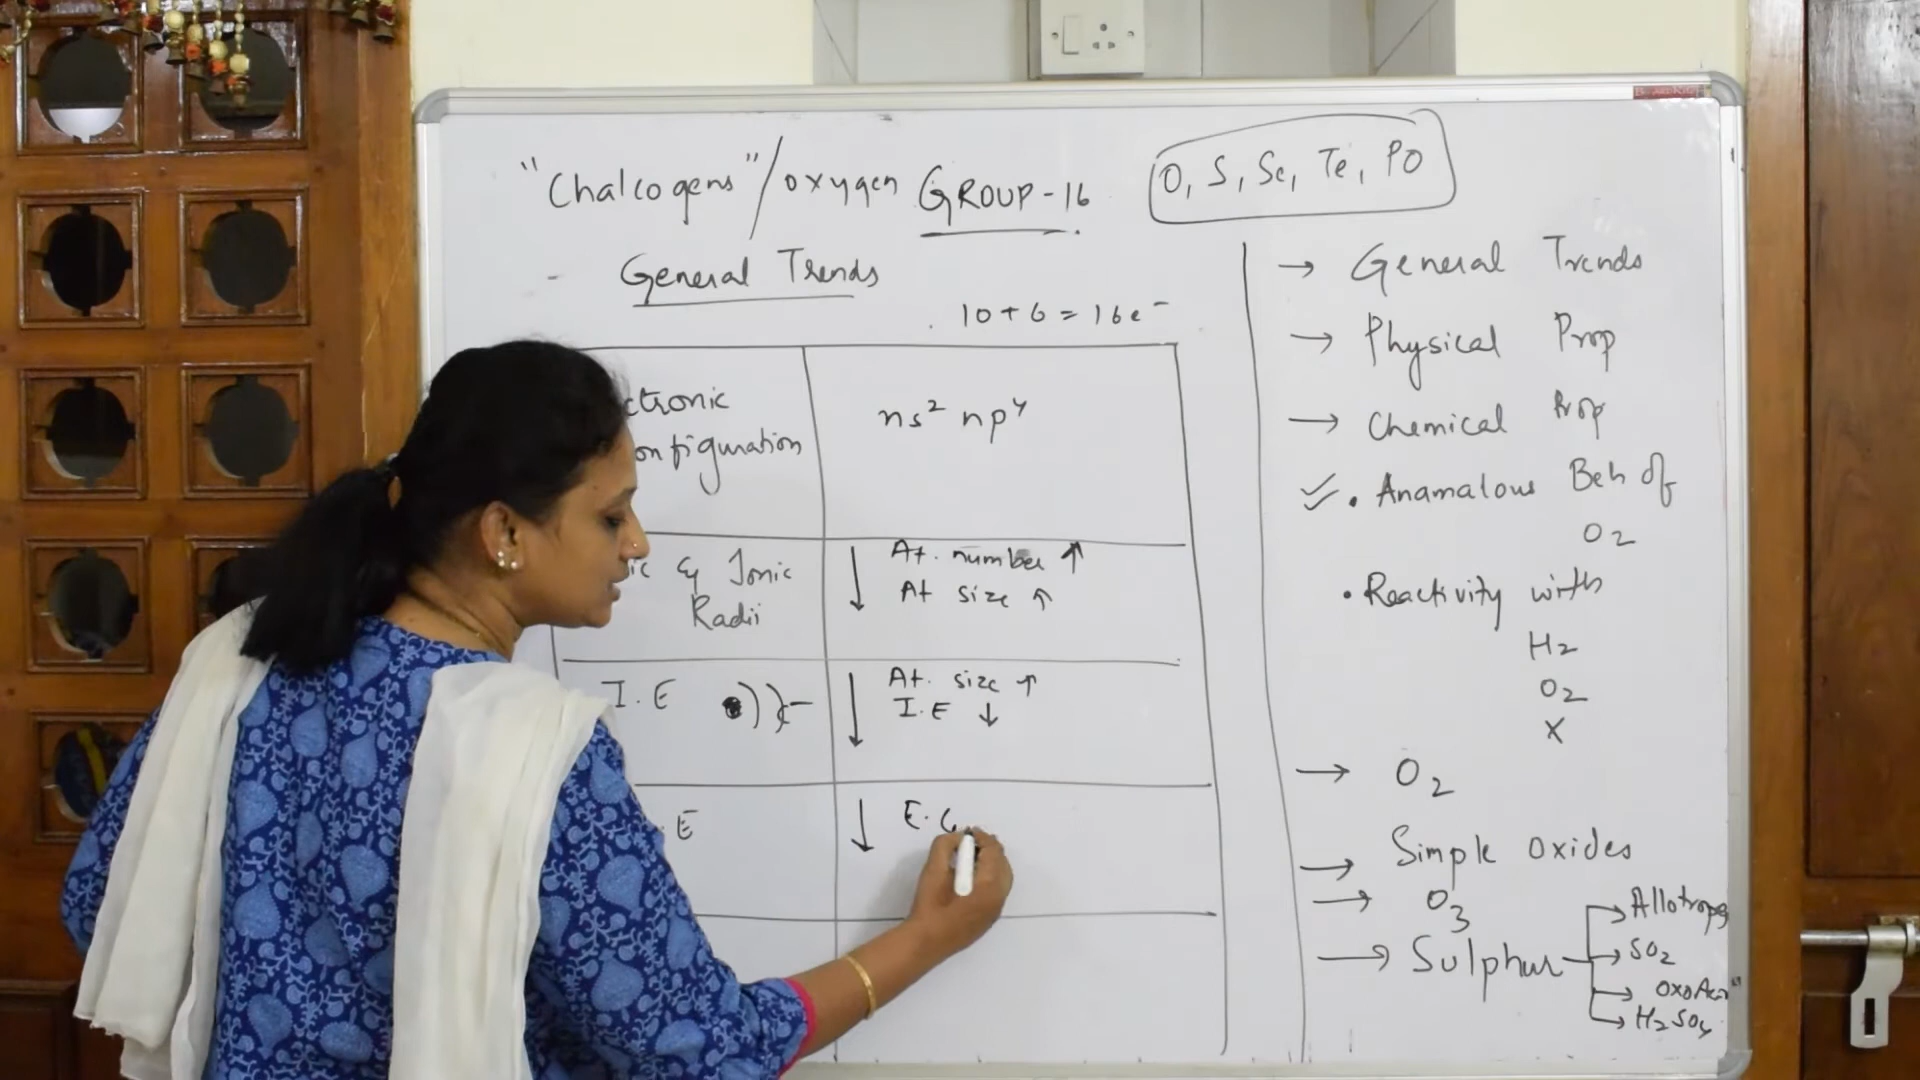 "Chalcogens" / oxygen GROUP-16
O, S, Se, Te, PO
General Trends
10 + 6 = 16e⁻
ctronic
onfiguration
ns² np⁴
ic & Ionic
Radii
At. number ↑
At size ↑
I.E
At. size ↑
I.E ↓
E
E.G
→ General Trends
→ Physical Prop
→ Chemical Prop
• Anamalous Beh of
O₂
• Reactivity with
H₂
O₂
X
→ O₂
→ Simple Oxides
→ O₃
→ Sulphur
→ Allotropes
→ SO₂
→ H₂SO₄